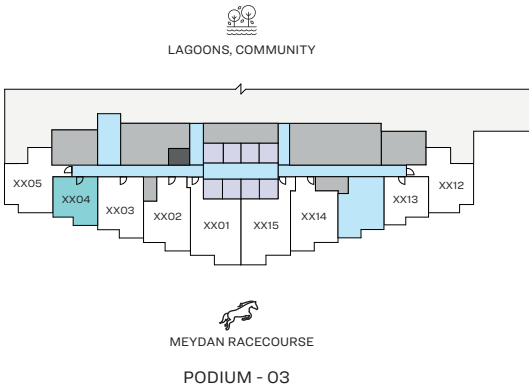 LAGOONS, COMMUNITY
XX05
XX04
XX03
XX02
XX01
XX15
XX14
XX13
XX12
MEYDAN RACECOURSE
PODIUM - 03